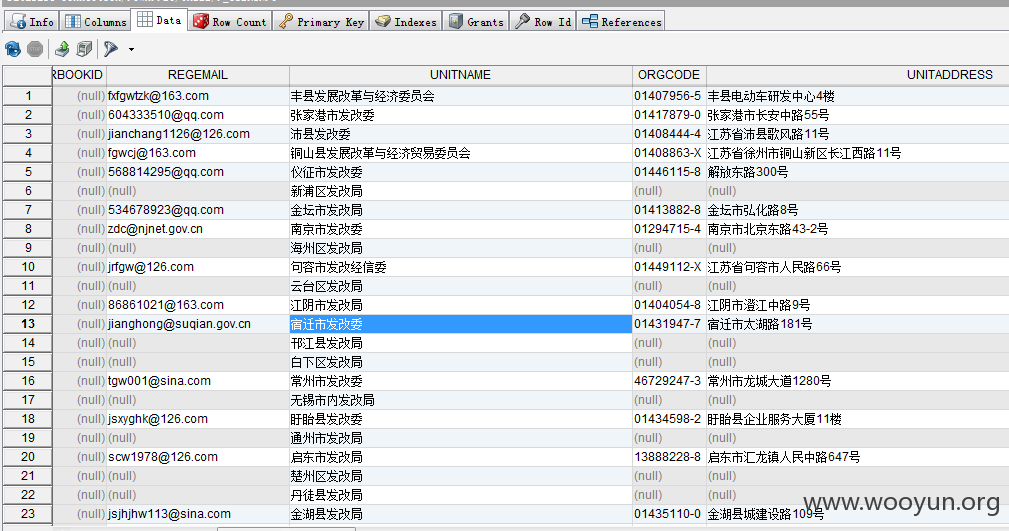 Info Columns Data Row Count Primary Key Indexes Grants Row Id References
RBOOKID REGEMAIL UNITNAME ORGCODE UNITADDRESS
1 (null) fxfgwtzk@163.com 丰县发展改革与经济委员会 01407956-5 丰县电动车研发中心4楼
2 (null) 604333510@qq.com 张家港市发改委 01417879-0 张家港市长安中路55号
3 (null) jianchang1126@126.com 沛县发改委 01408444-4 江苏省沛县歌风路11号
4 (null) fgwcj@163.com 铜山县发展改革与经济贸易委员会 01408863-X 江苏省徐州市铜山新区长江西路11号
5 (null) 568814295@qq.com 仪征市发改委 01446115-8 解放东路300号
6 (null) (null) 新浦区发改局 (null) (null)
7 (null) 534678923@qq.com 金坛市发改局 01413882-8 金坛市弘化路8号
8 (null) zdc@njnet.gov.cn 南京市发改委 01294715-4 南京市北京东路43-2号
9 (null) (null) 海州区发改局 (null) (null)
10 (null) jrfgw@126.com 句容市发改经信委 01449112-X 江苏省句容市人民路66号
11 (null) (null) 云台区发改局 (null) (null)
12 (null) 86861021@163.com 江阴市发改局 01404054-8 江阴市澄江中路9号
13 (null) jianghong@suqian.gov.cn 宿迁市发改委 01431947-7 宿迁市太湖路181号
14 (null) (null) 邗江县发改局 (null) (null)
15 (null) (null) 白下区发改局 (null) (null)
16 (null) tgw001@sina.com 常州市发改委 46729247-3 常州市龙城大道1280号
17 (null) (null) 无锡市内发改局 (null) (null)
18 (null) jsxyghk@126.com 盱眙县发改委 01434598-2 盱眙县企业服务大厦11楼
19 (null) (null) 通州市发改局 (null) (null)
20 (null) scw1978@126.com 启东市发改局 13888228-8 启东市汇龙镇人民中路647号
21 (null) (null) 楚州区发改局 (null) (null)
22 (null) (null) 丹徒县发改局 (null) (null)
23 (null) jsjhjhw113@sina.com 金湖县发改局 01435110-0 金湖县城建设路109号
www.wooyun.org